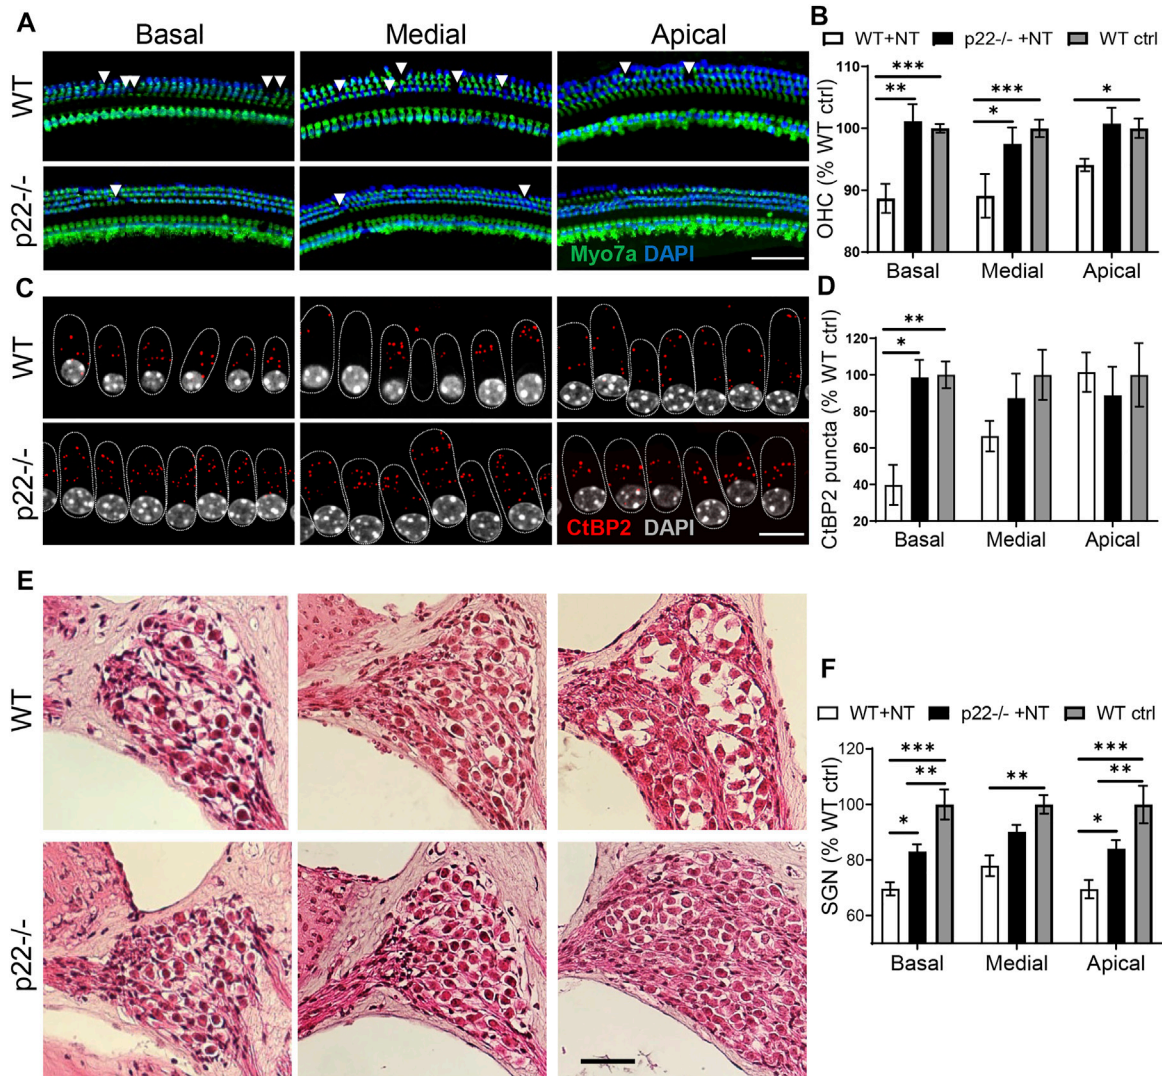 A
Basal
Medial
Apical
WT
p22-/-
Myo7a DAPI
B
WT+NT
p22-/- +NT
WT ctrl
OHC (% WT ctrl)
110
100
90
80
***
**
***
*
*
Basal
Medial
Apical
C
WT
p22-/-
CtBP2 DAPI
D
CtBP2 puncta (% WT ctrl)
120
100
80
60
40
20
**
*
Basal
Medial
Apical
E
WT
p22-/-
F
WT+NT
p22-/- +NT
WT ctrl
SGN (% WT ctrl)
120
100
80
60
***
**
*
**
***
**
*
Basal
Medial
Apical